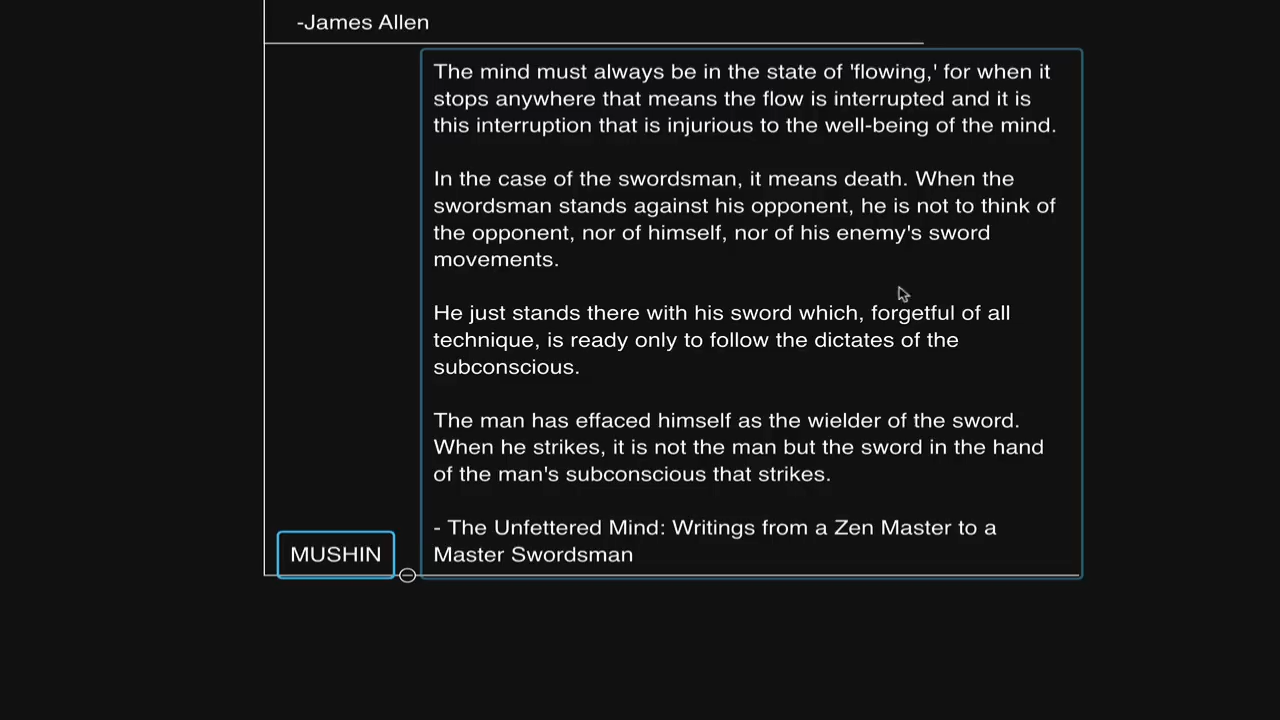 -James Allen
The mind must always be in the state of 'flowing,' for when it
stops anywhere that means the flow is interrupted and it is
this interruption that is injurious to the well-being of the mind.
In the case of the swordsman, it means death. When the
swordsman stands against his opponent, he is not to think of
the opponent, nor of himself, nor of his enemy's sword
movements.
He just stands there with his sword which, forgetful of all
technique, is ready only to follow the dictates of the
subconscious.
The man has effaced himself as the wielder of the sword.
When he strikes, it is not the man but the sword in the hand
of the man's subconscious that strikes.
- The Unfettered Mind: Writings from a Zen Master to a
Master Swordsman
MUSHIN